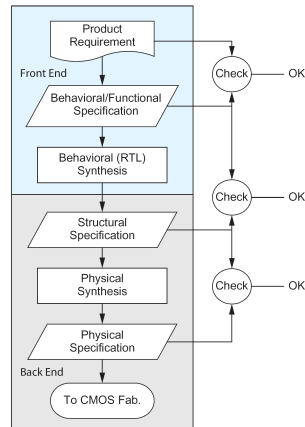 Product
Requirement
Check
OK
Front End
Behavioral/Functional
Specification
Behavioral (RTL)
Synthesis
Check
OK
Structural
Specification
Physical
Synthesis
Check
OK
Physical
Specification
Back End
To CMOS Fab.